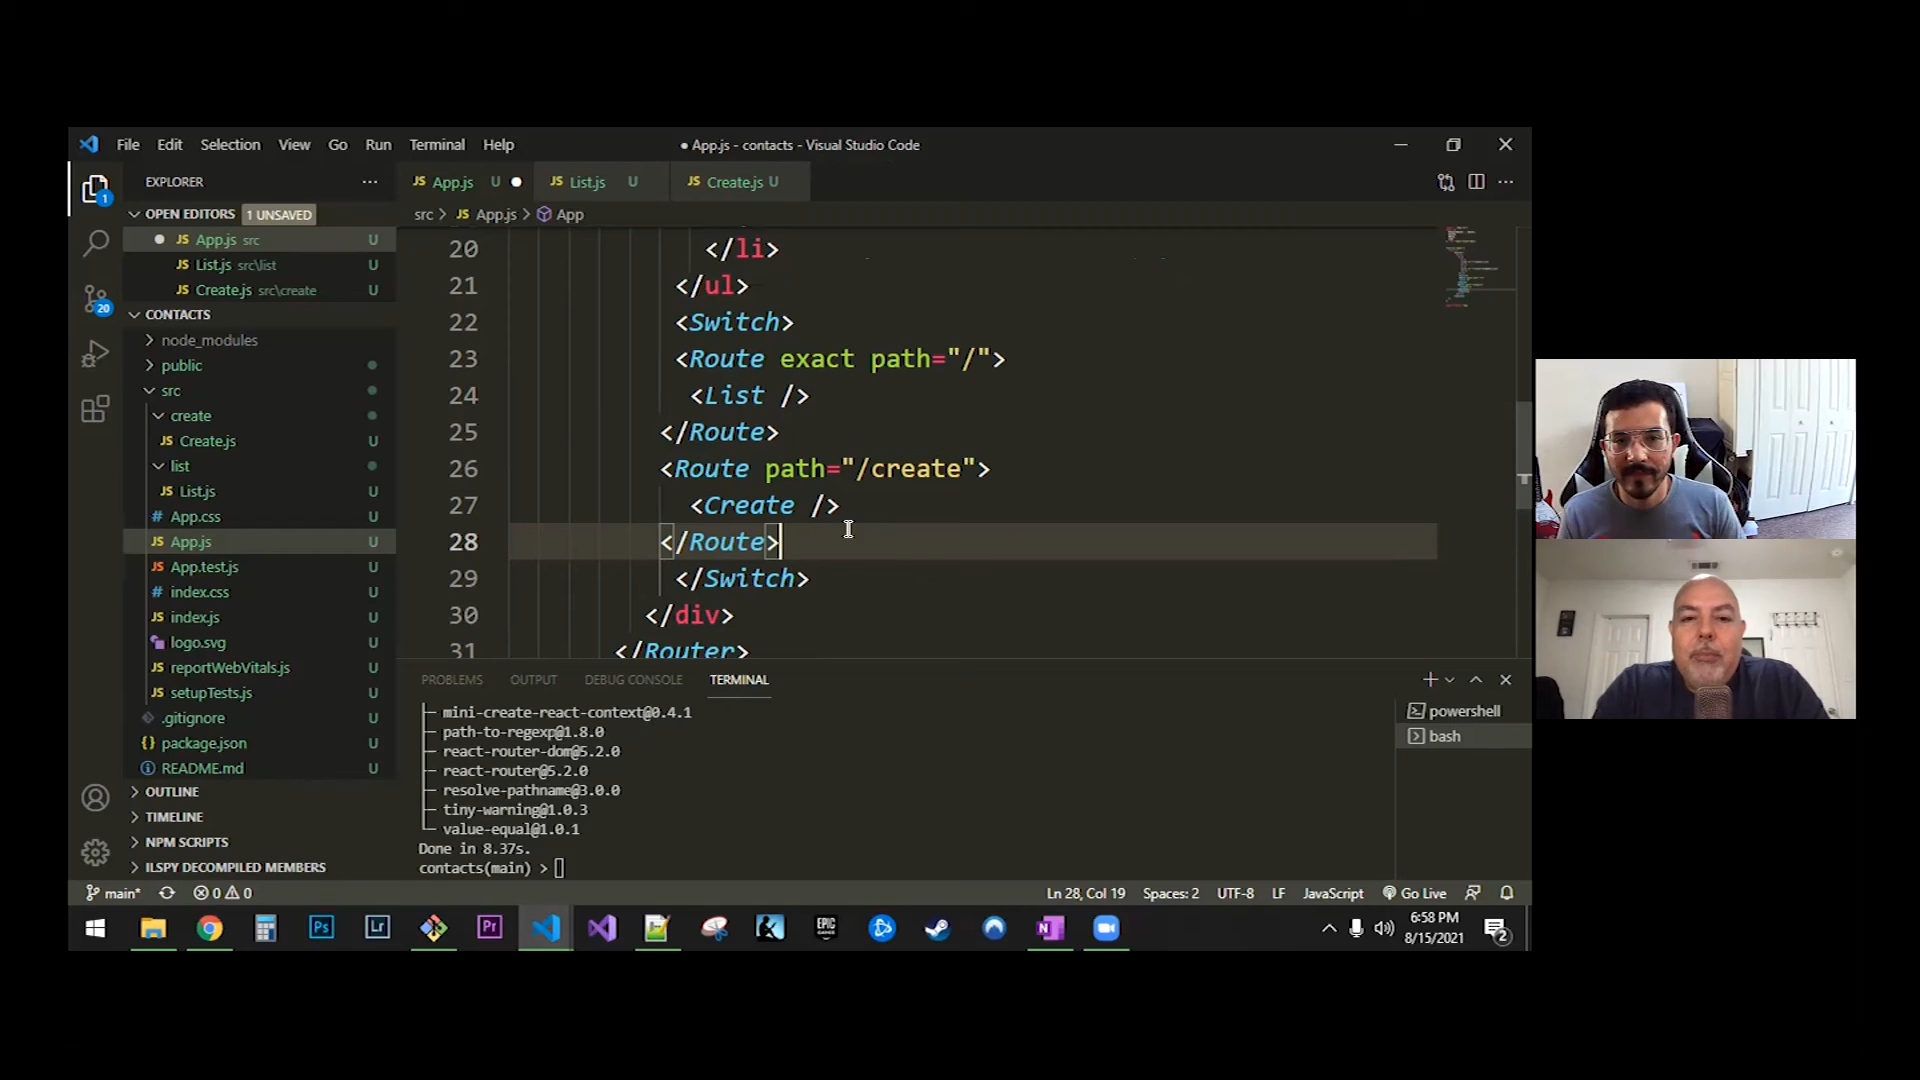 File Edit Selection View Go Run Terminal Help
● App.js - contacts - Visual Studio Code
EXPLORER
JS App.js U
JS List.js U
JS Create.js U
OPEN EDITORS 1 UNSAVED
src > JS App.js > App
JS App.js src U
JS List.js src\list U
JS Create.js src\create U
CONTACTS
node_modules
public
src
create
JS Create.js U
list
JS List.js U
# App.css U
JS App.js U
JS App.test.js U
# index.css U
JS index.js U
logo.svg U
JS reportWebVitals.js U
JS setupTests.js U
.gitignore U
{} package.json U
README.md U
OUTLINE
TIMELINE
NPM SCRIPTS
ILSPY DECOMPILED MEMBERS
1
20
20 </li>
21 </ul>
22 <Switch>
23 <Route exact path="/">
24 <List />
25 </Route>
26 <Route path="/create">
27 <Create />
28 </Route>
29 </Switch>
30 </div>
31 </Router>
PROBLEMS OUTPUT DEBUG CONSOLE TERMINAL
├─ mini-create-react-context@0.4.1
├─ path-to-regexp@1.8.0
├─ react-router-dom@5.2.0
├─ react-router@5.2.0
├─ resolve-pathname@3.0.0
├─ tiny-warning@1.0.3
└─ value-equal@1.0.1
Done in 8.37s.
contacts(main) >
powershell
bash
main* 0 0 Ln 28, Col 19 Spaces: 2 UTF-8 LF JavaScript Go Live
Ps Lr Pr EPIC GAMES N
6:58 PM
8/15/2021
2